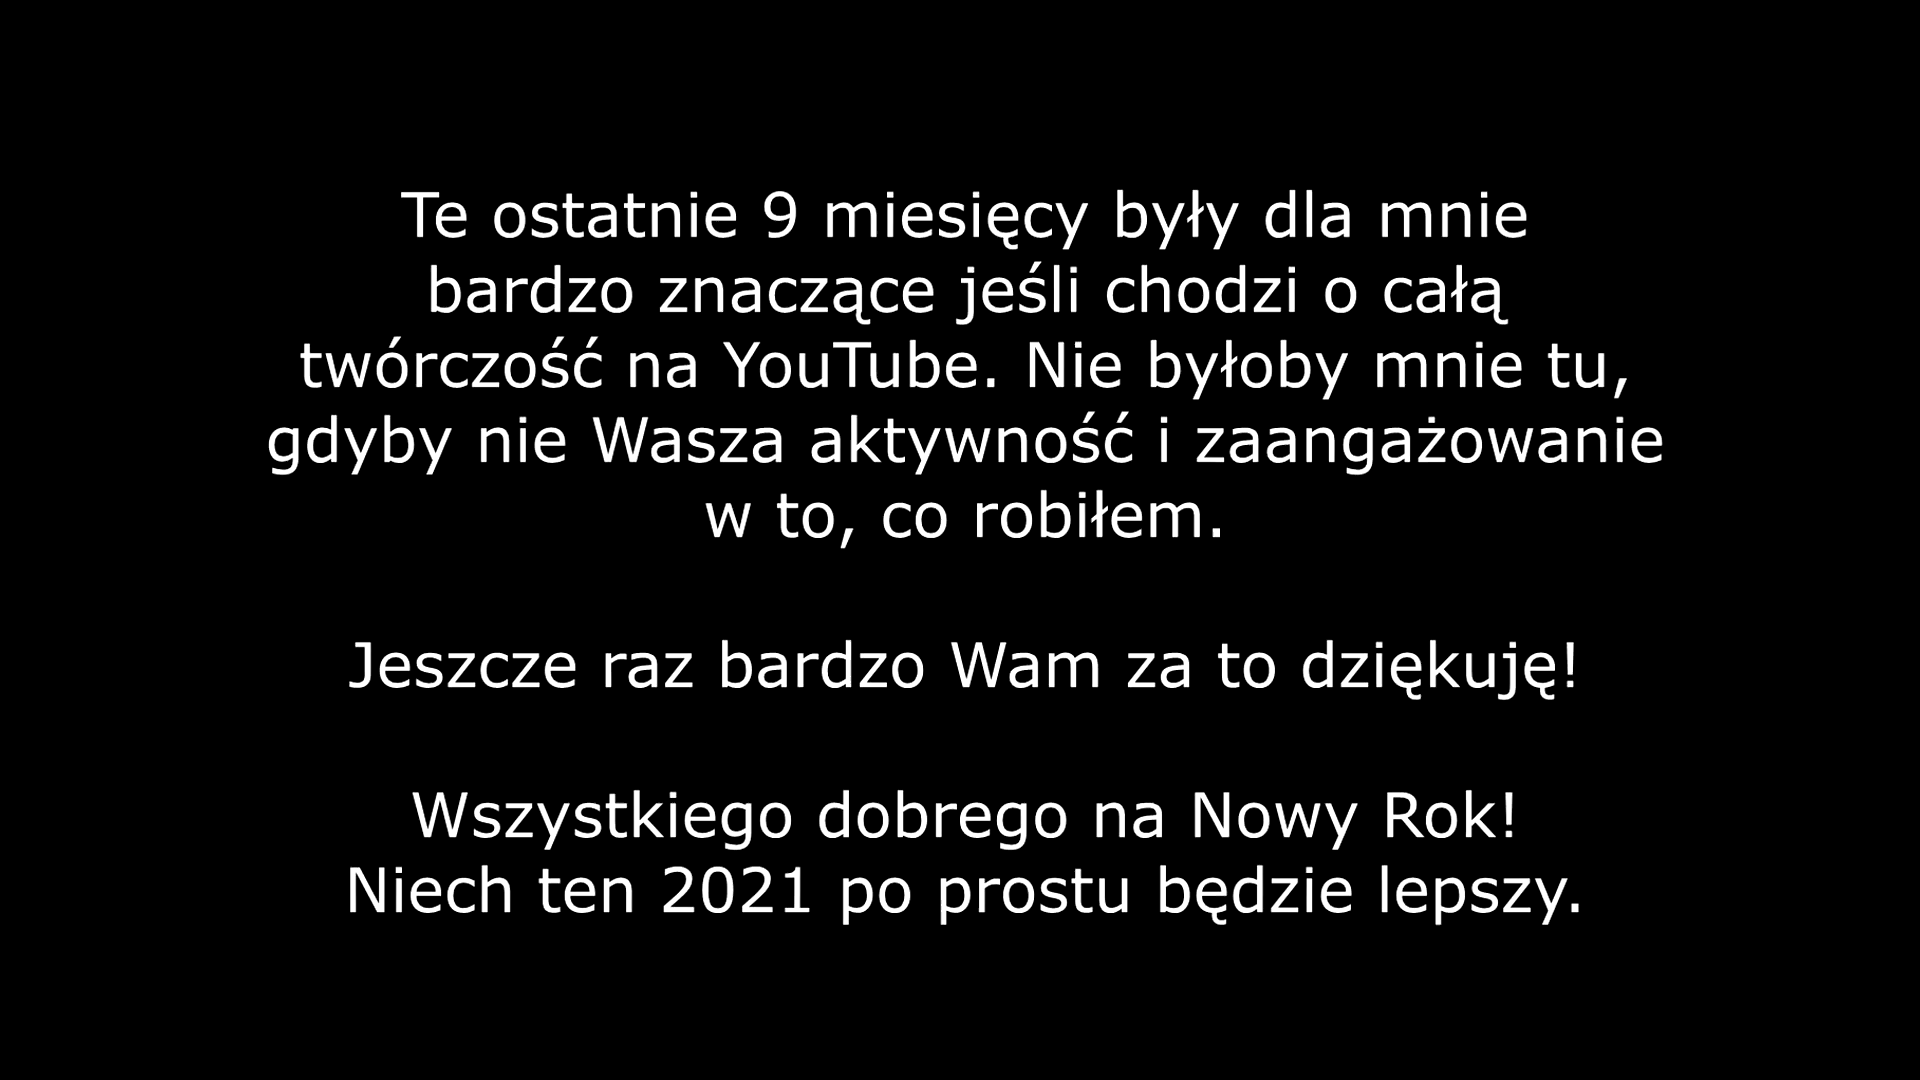 Te ostatnie 9 miesięcy były dla mnie
bardzo znaczące jeśli chodzi o całą
twórczość na YouTube. Nie byłoby mnie tu,
gdyby nie Wasza aktywność i zaangażowanie
w to, co robiłem.
Jeszcze raz bardzo Wam za to dziękuję!
Wszystkiego dobrego na Nowy Rok!
Niech ten 2021 po prostu będzie lepszy.